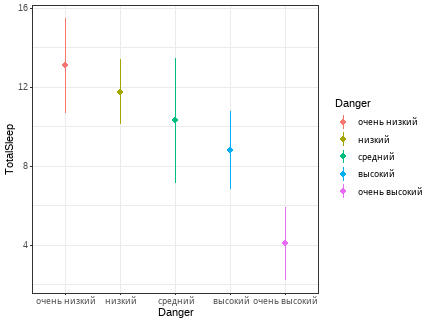 16
12
8
4
TotalSleep
очень низкий низкий средний высокий очень высокий
Danger
Danger
очень низкий
низкий
средний
высокий
очень высокий